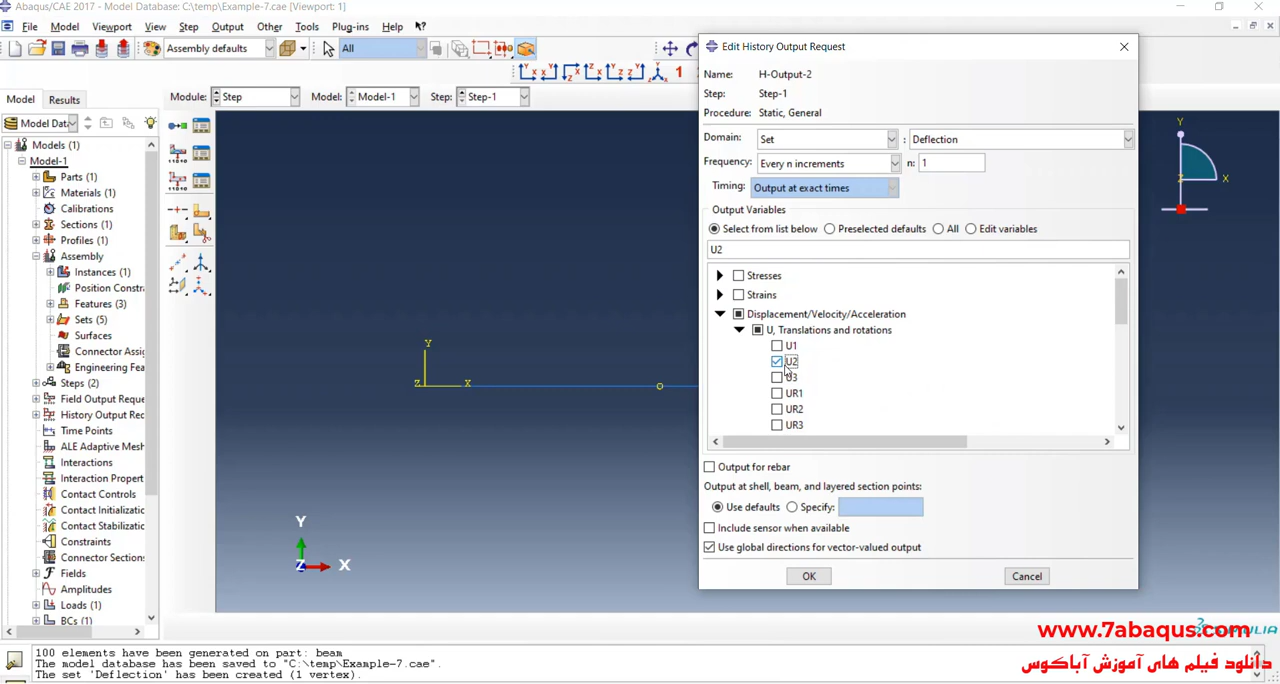 Abaqus/CAE 2017 - Model Database: C:\temp\Example-7.cae [Viewport: 1]
File Model Viewport View Step Output Other Tools Plug-ins Help
Assembly defaults All
Module: Step Model: Model-1 Step: Step-1
Model Results
Model Dat
Models (1)
Model-1
Parts (1)
Materials (1)
Calibrations
Sections (1)
Profiles (1)
Assembly
Instances (1)
Position Constra
Features (3)
Sets (5)
Surfaces
Connector Assig
Engineering Fea
Steps (2)
Field Output Reque
History Output Rec
Time Points
ALE Adaptive Mesh
Interactions
Interaction Propert
Contact Controls
Contact Initializatio
Contact Stabilizatio
Constraints
Connector Sections
Fields
Amplitudes
Loads (1)
BCs (1)
Y
Z X
Y
Z X
Y
Z X
Edit History Output Request
Name: H-Output-2
Step: Step-1
Procedure: Static, General
Domain: Set : Deflection
Frequency: Every n increments n: 1
Timing: Output at exact times
Output Variables
Select from list below Preselected defaults All Edit variables
U2
Stresses
Strains
Displacement/Velocity/Acceleration
U, Translations and rotations
U1
U2
U3
UR1
UR2
UR3
Output for rebar
Output at shell, beam, and layered section points:
Use defaults Specify:
Include sensor when available
Use global directions for vector-valued output
OK Cancel
100 elements have been generated on part: beam
The model database has been saved to "C:\temp\Example-7.cae".
The set 'Deflection' has been created (1 vertex).
www.7abaqus.com
دانلود فیلم های آموزش آباکوس